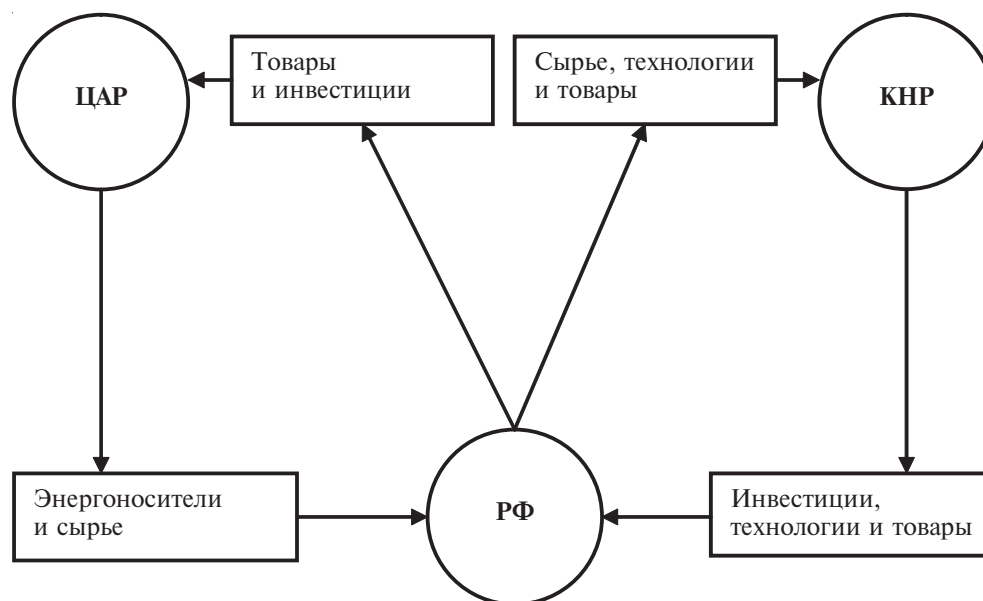 ЦАР
Товары
и инвестиции
Сырье, технологии
и товары
КНР
Энергоносители
и сырье
РФ
Инвестиции,
технологии и товары